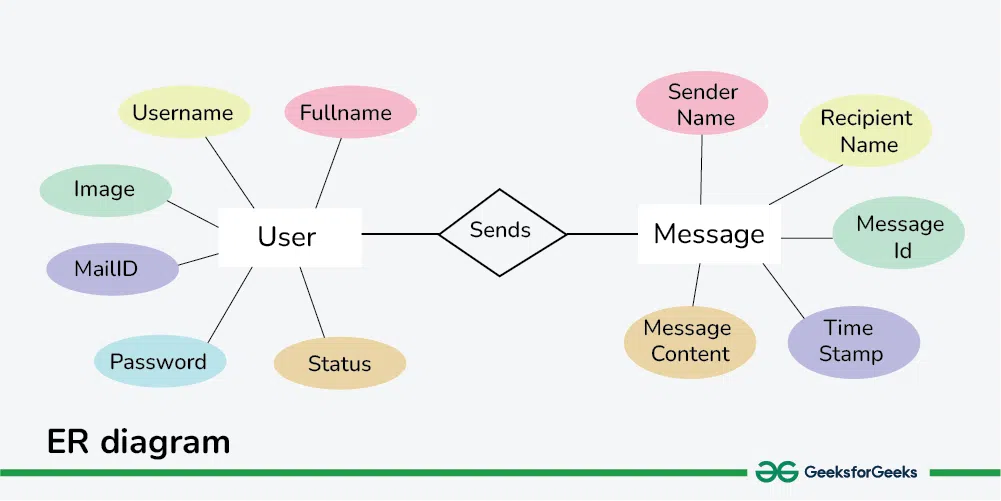 Username
Fullname
Image
MailID
Password
Status
User
Sends
Sender
Name
Recipient
Name
Message
Message
Id
Message
Content
Time
Stamp
ER diagram
GeeksforGeeks